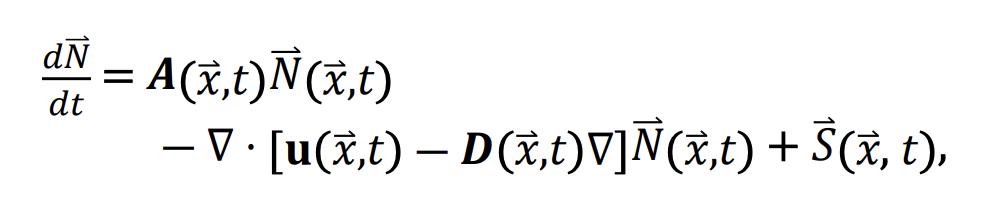 dN⃗/dt = A(x⃗,t)N⃗(x⃗,t)
− ∇ · [u(x⃗,t) − D(x⃗,t)∇]N⃗(x⃗,t) + S⃗(x⃗, t),